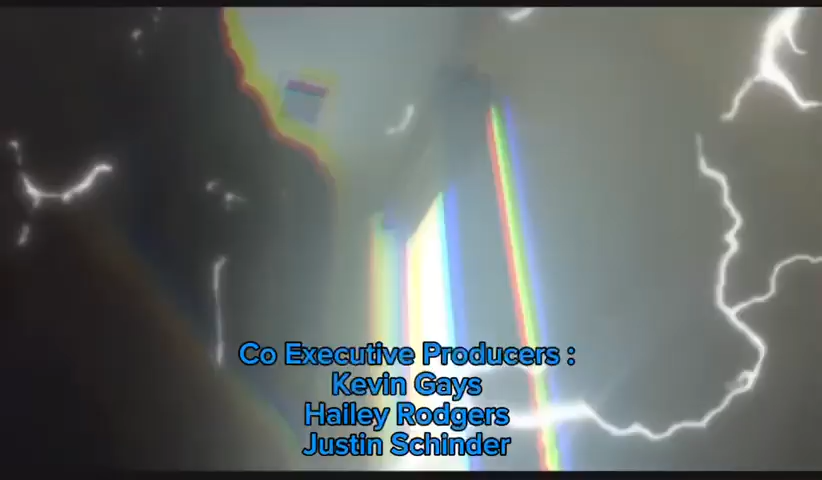 Co Executive Producers :
Kevin Gays
Hailey Rodgers
Justin Schinder